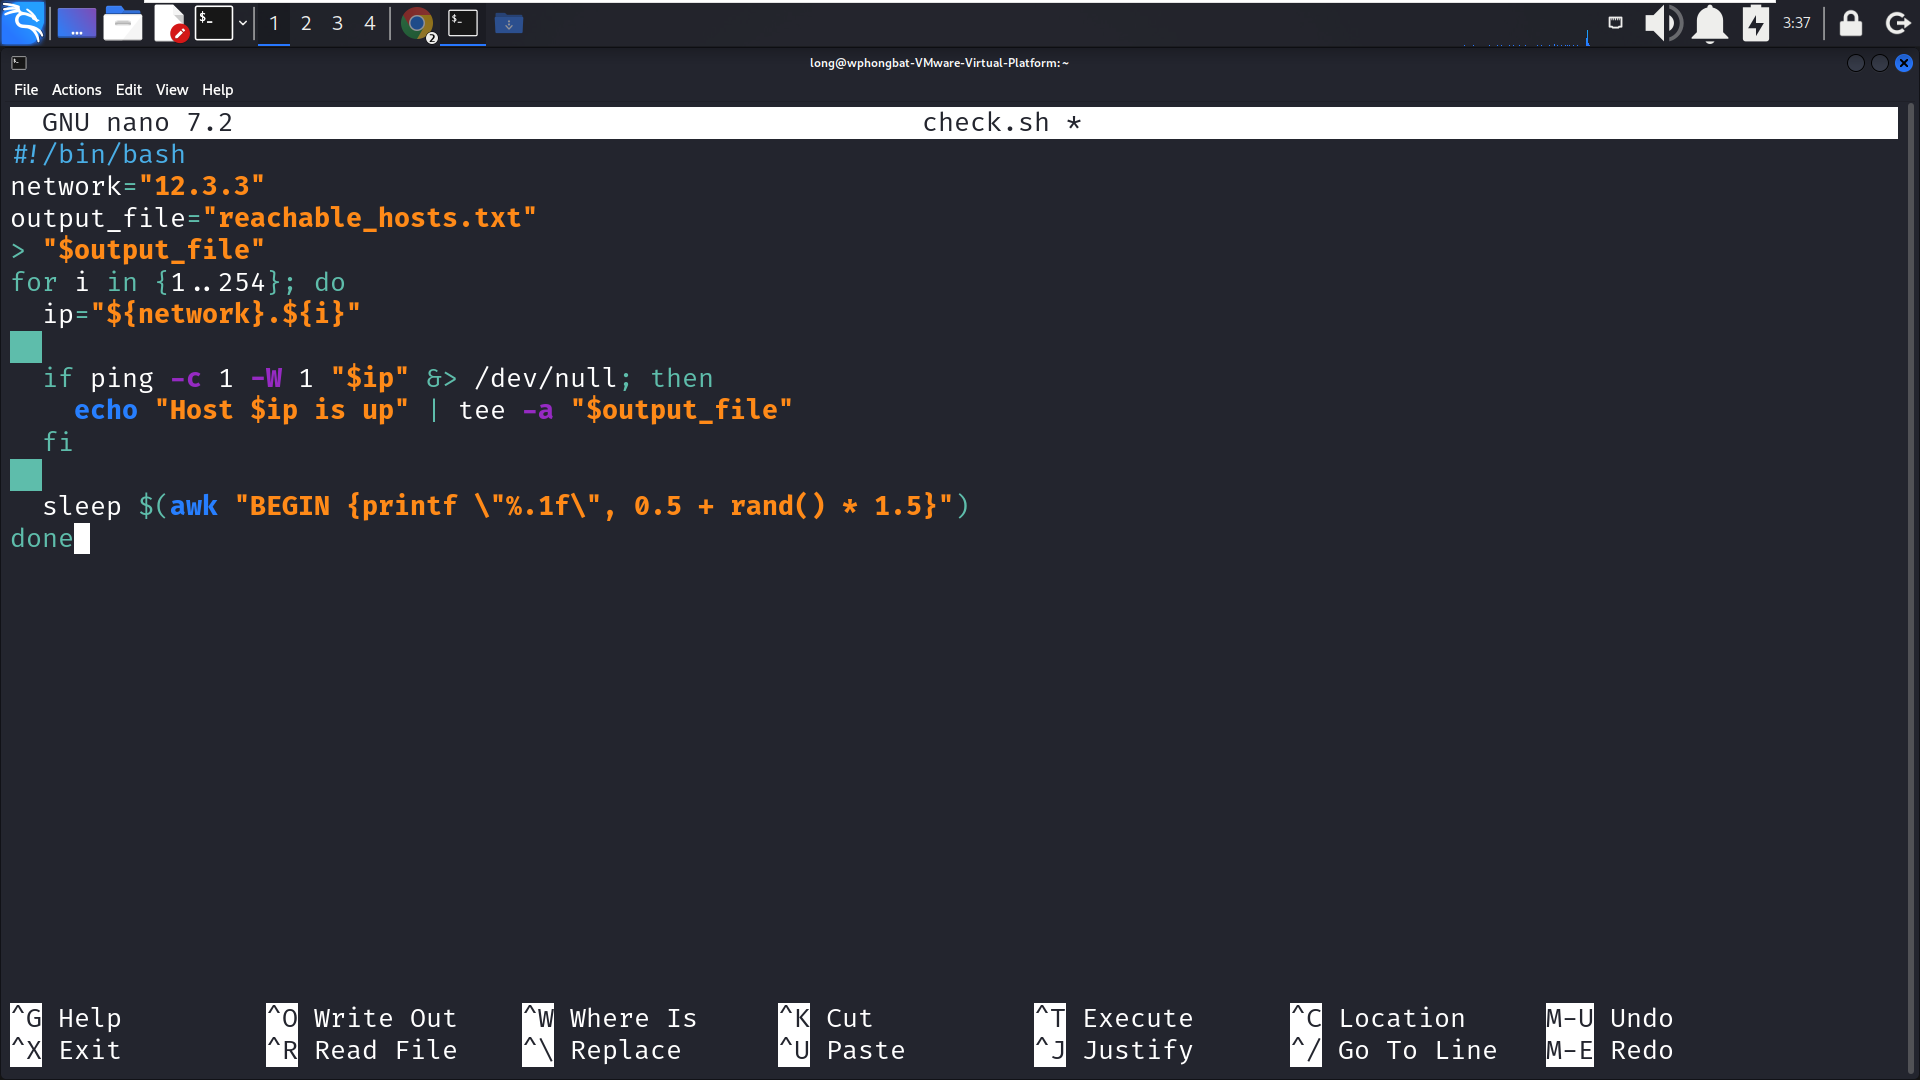 1 2 3 4 2 3:37
long@wphongbat-VMware-Virtual-Platform:~
File Actions Edit View Help
GNU nano 7.2 check.sh *
#!/bin/bash
network="12.3.3"
output_file="reachable_hosts.txt"
> "$output_file"
for i in {1..254}; do
  ip="${network}.${i}"
  if ping -c 1 -W 1 "$ip" &> /dev/null; then
    echo "Host $ip is up" | tee -a "$output_file"
  fi
  sleep $(awk "BEGIN {printf \"%.1f\", 0.5 + rand() * 1.5}")
done
^G Help ^O Write Out ^W Where Is ^K Cut ^T Execute ^C Location M-U Undo
^X Exit ^R Read File ^\ Replace ^U Paste ^J Justify ^/ Go To Line M-E Redo